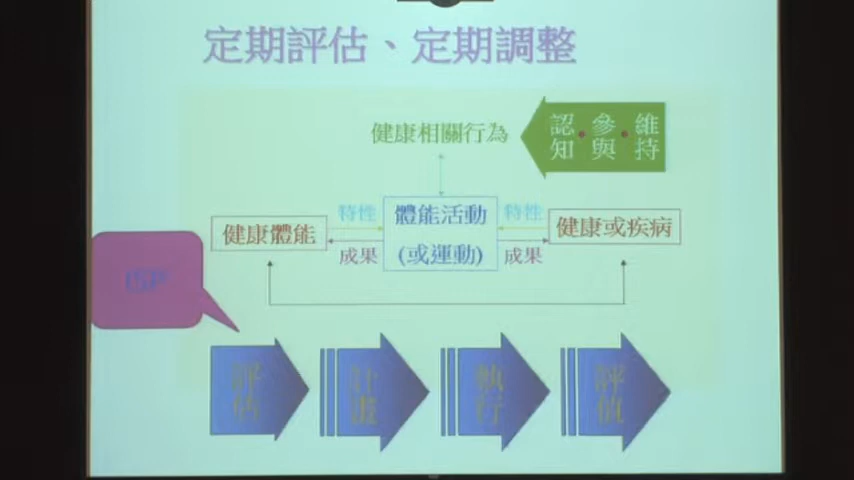 定期評估、定期調整
健康相關行為
認知・參與・維持
特性
體能活動
(或運動)
特性
健康體能
健康或疾病
成果
成果
ISP
評估
計畫
執行
評值